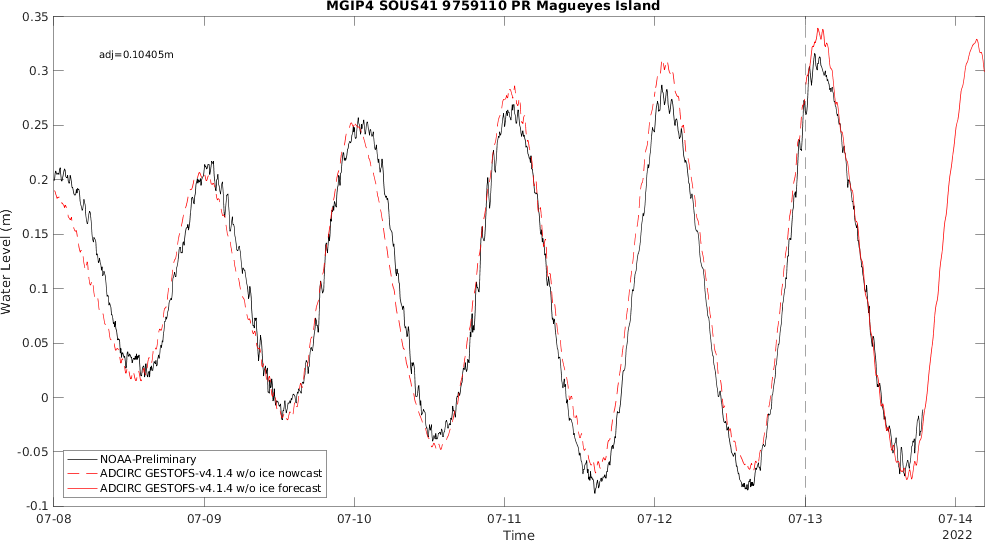 MGIP4 SOUS41 9759110 PR Magueyes Island
adj=0.10405m
Water Level (m)
0.35
0.3
0.25
0.2
0.15
0.1
0.05
0
-0.05
-0.1
NOAA-Preliminary
ADCIRC GESTOFS-v4.1.4 w/o ice nowcast
ADCIRC GESTOFS-v4.1.4 w/o ice forecast
07-08 07-09 07-10 07-11 07-12 07-13 07-14
2022
Time